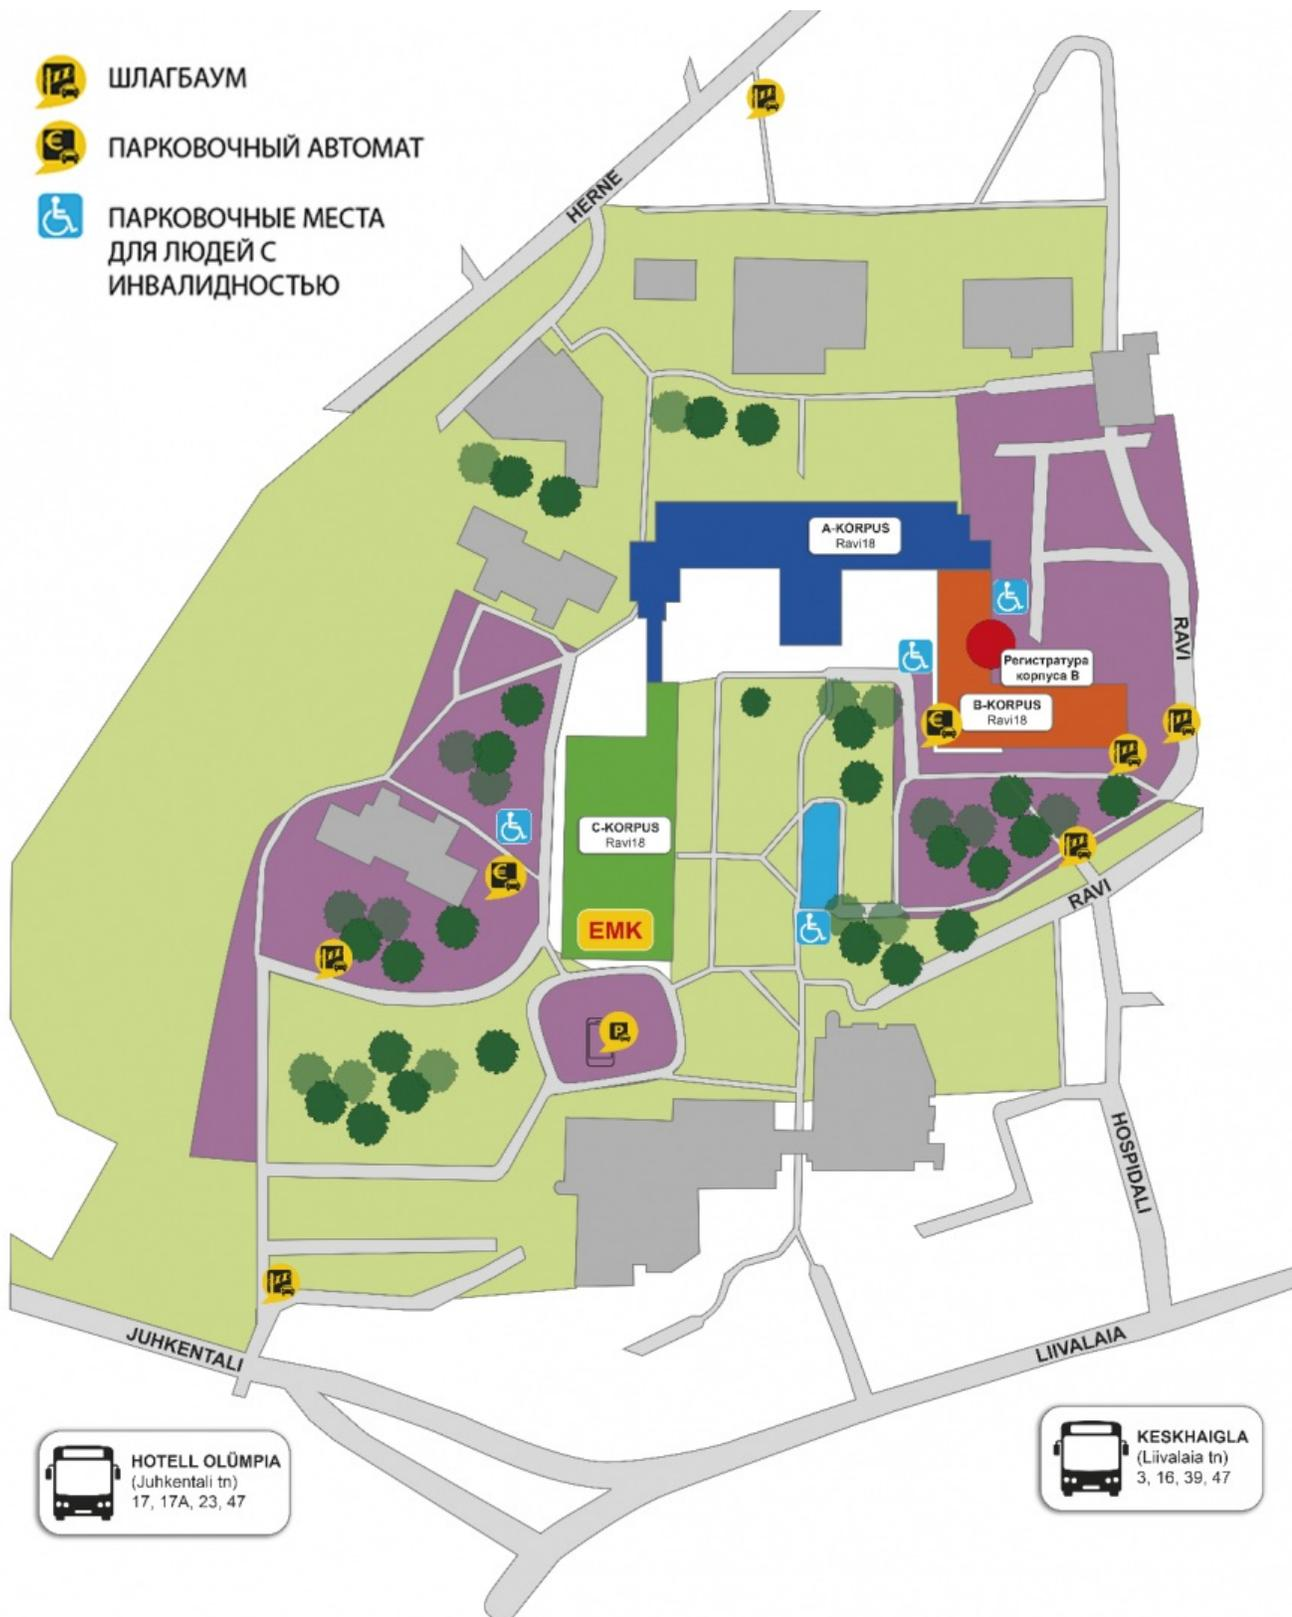 ШЛАГБАУМ
ПАРКОВОЧНЫЙ АВТОМАТ
ПАРКОВОЧНЫЕ МЕСТА
ДЛЯ ЛЮДЕЙ С
ИНВАЛИДНОСТЬЮ
HERNE
A-KORPUS
Ravi18
RAVI
Регистратура
корпуса B
B-KORPUS
Ravi18
€
C-KORPUS
Ravi18
€
RAVI
EMK
P
HOSPIDALI
JUHKENTALI
LIIVALAIA
HOTELL OLÜMPIA
(Juhkentali tn)
17, 17A, 23, 47
KESKHAIGLA
(Liivalaia tn)
3, 16, 39, 47